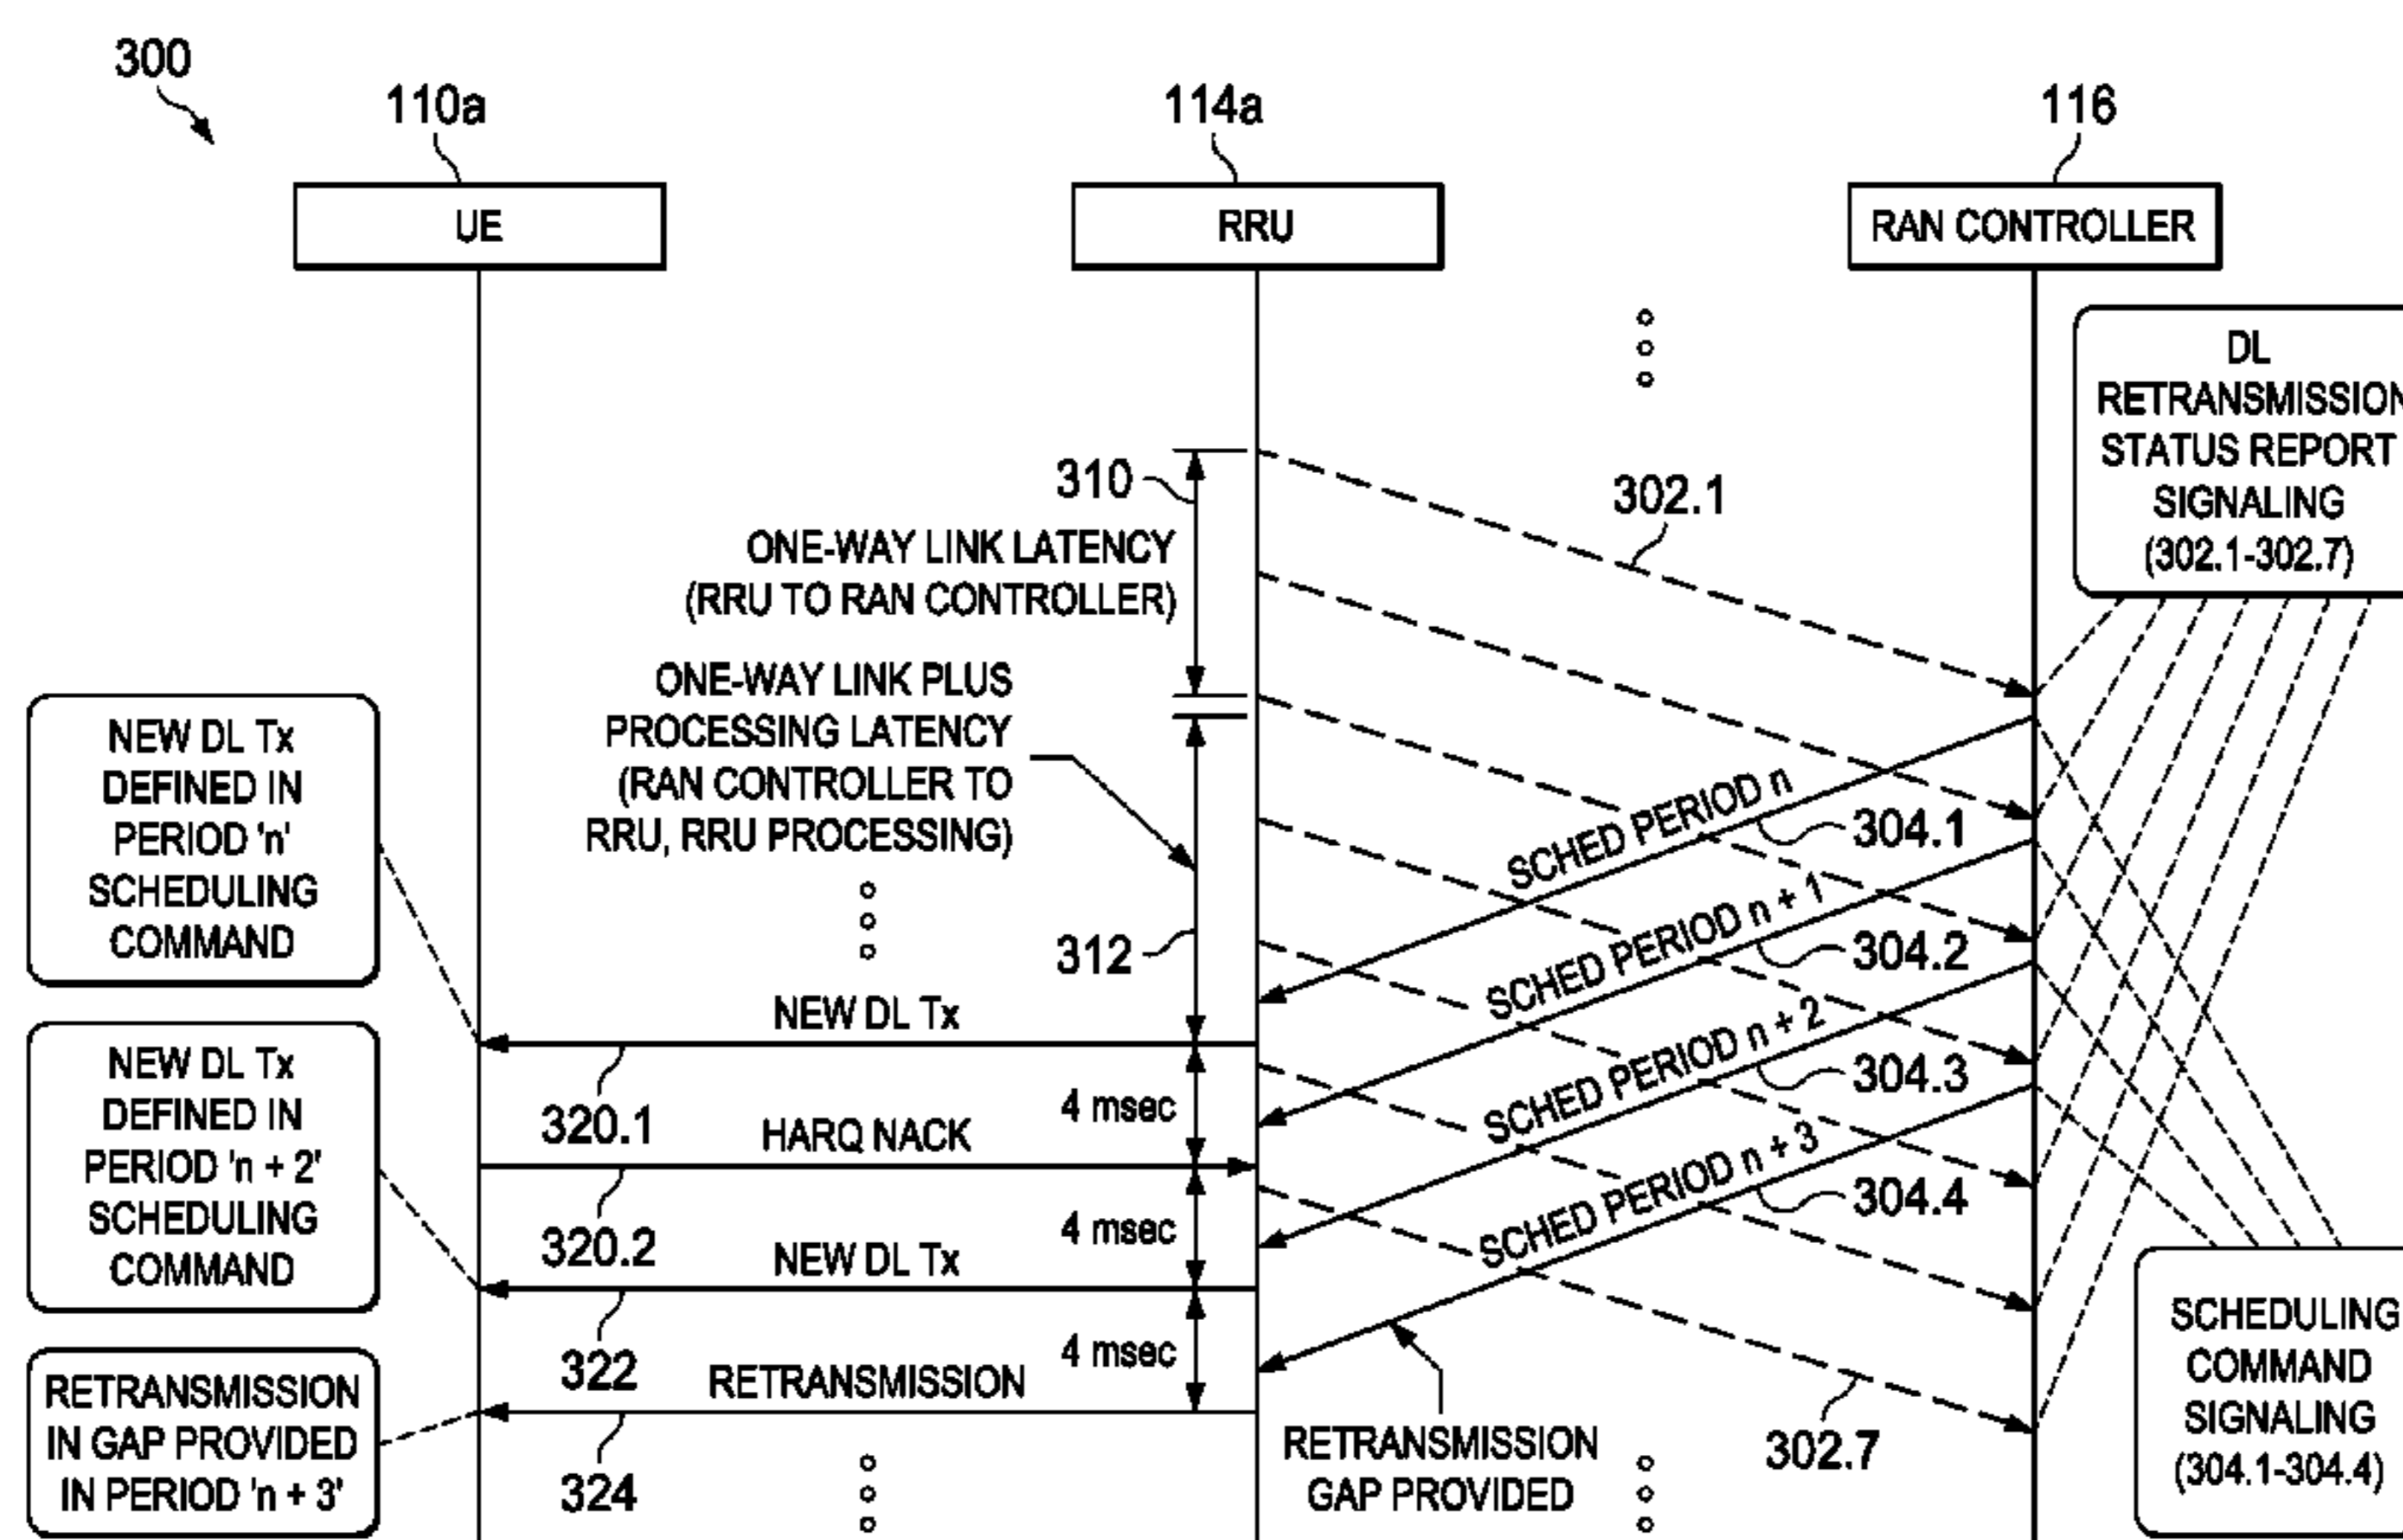 300
110a
114a
116
UE
RRU
RAN CONTROLLER
DL
RETRANSMISSION
STATUS REPORT
SIGNALING
(302.1-302.7)
310
302.1
ONE-WAY LINK LATENCY
(RRU TO RAN CONTROLLER)
ONE-WAY LINK PLUS
PROCESSING LATENCY
(RAN CONTROLLER TO
RRU, RRU PROCESSING)
312
NEW DL Tx
DEFINED IN
PERIOD 'n'
SCHEDULING
COMMAND
SCHED PERIOD n
304.1
SCHED PERIOD n + 1
304.2
SCHED PERIOD n + 2
304.3
SCHED PERIOD n + 3
304.4
NEW DL Tx
320.1
4 msec
HARQ NACK
320.2
4 msec
NEW DL Tx
322
4 msec
RETRANSMISSION
324
NEW DL Tx
DEFINED IN
PERIOD 'n + 2'
SCHEDULING
COMMAND
RETRANSMISSION
IN GAP PROVIDED
IN PERIOD 'n + 3'
RETRANSMISSION
GAP PROVIDED
302.7
SCHEDULING
COMMAND
SIGNALING
(304.1-304.4)